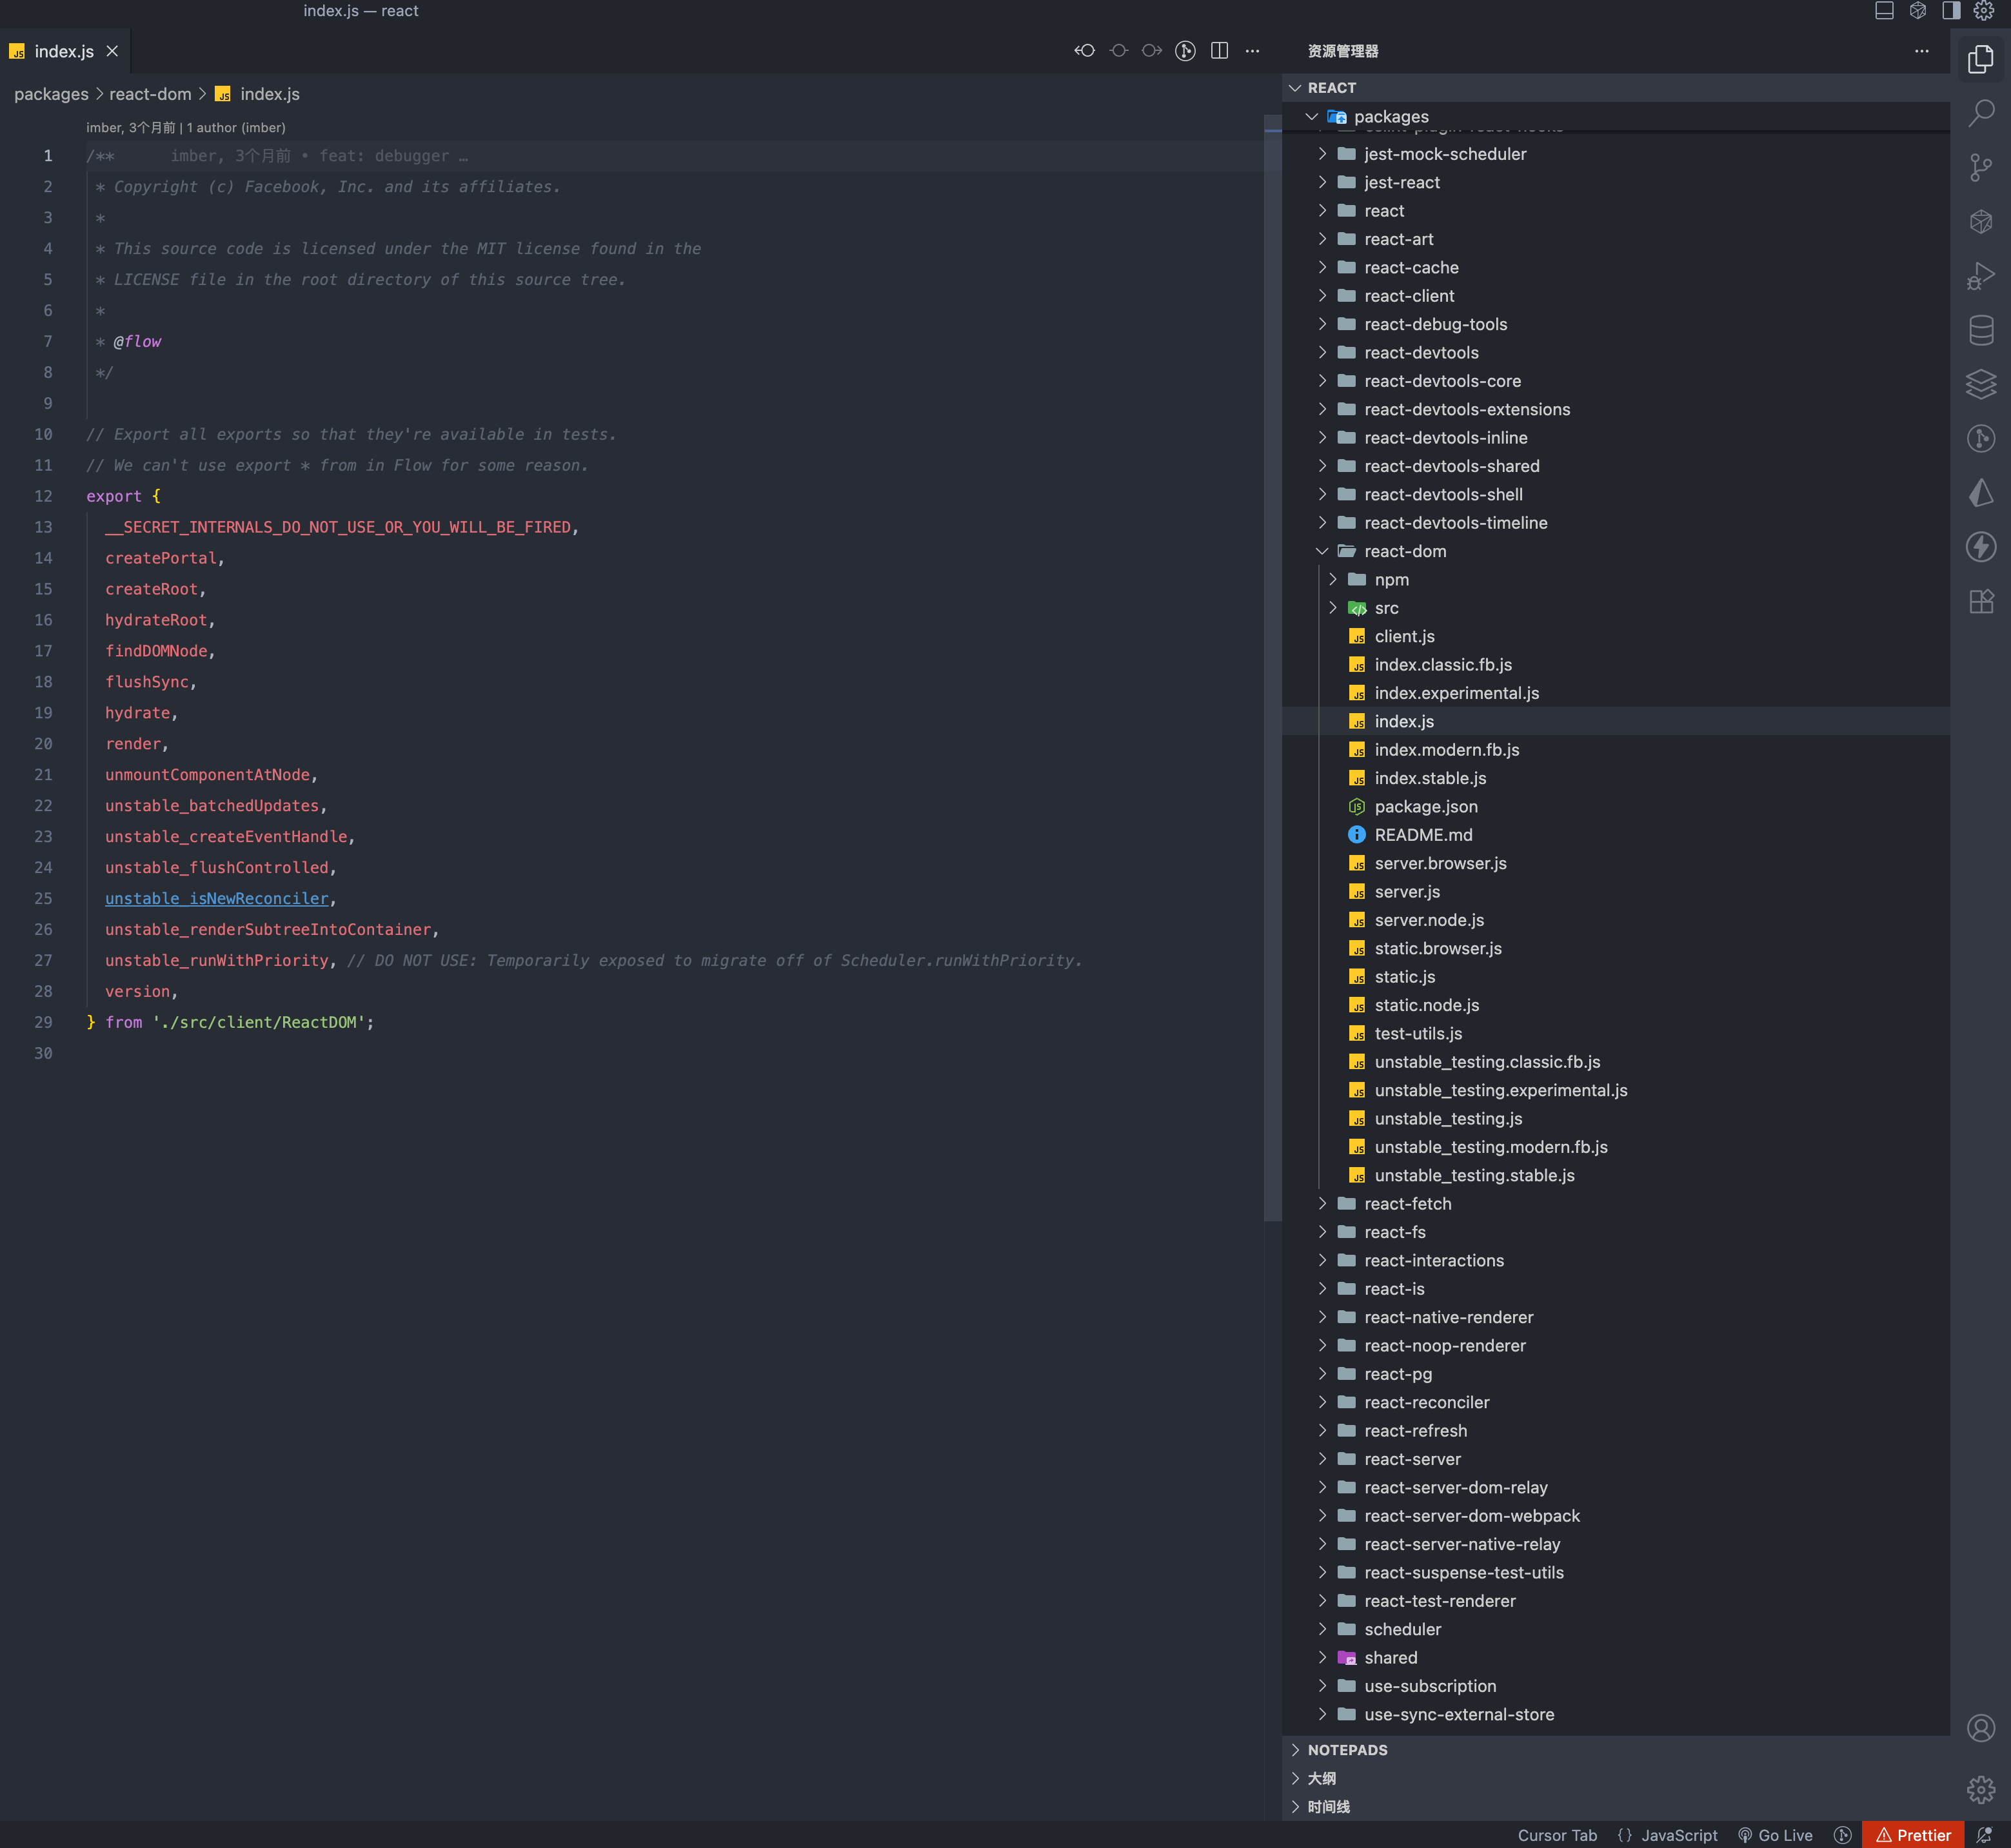 index.js — react
index.js
packages > react-dom > index.js
imber, 3个月前 | 1 author (imber)
1 /** imber, 3个月前 • feat: debugger …
2 * Copyright (c) Facebook, Inc. and its affiliates.
3 *
4 * This source code is licensed under the MIT license found in the
5 * LICENSE file in the root directory of this source tree.
6 *
7 * @flow
8 */
9
10 // Export all exports so that they're available in tests.
11 // We can't use export * from in Flow for some reason.
12 export {
13 __SECRET_INTERNALS_DO_NOT_USE_OR_YOU_WILL_BE_FIRED,
14 createPortal,
15 createRoot,
16 hydrateRoot,
17 findDOMNode,
18 flushSync,
19 hydrate,
20 render,
21 unmountComponentAtNode,
22 unstable_batchedUpdates,
23 unstable_createEventHandle,
24 unstable_flushControlled,
25 unstable_isNewReconciler,
26 unstable_renderSubtreeIntoContainer,
27 unstable_runWithPriority, // DO NOT USE: Temporarily exposed to migrate off of Scheduler.runWithPriority.
28 version,
29 } from './src/client/ReactDOM';
30
资源管理器
REACT
packages
jest-mock-scheduler
jest-react
react
react-art
react-cache
react-client
react-debug-tools
react-devtools
react-devtools-core
react-devtools-extensions
react-devtools-inline
react-devtools-shared
react-devtools-shell
react-devtools-timeline
react-dom
npm
src
client.js
index.classic.fb.js
index.experimental.js
index.js
index.modern.fb.js
index.stable.js
package.json
README.md
server.browser.js
server.js
server.node.js
static.browser.js
static.js
static.node.js
test-utils.js
unstable_testing.classic.fb.js
unstable_testing.experimental.js
unstable_testing.js
unstable_testing.modern.fb.js
unstable_testing.stable.js
react-fetch
react-fs
react-interactions
react-is
react-native-renderer
react-noop-renderer
react-pg
react-reconciler
react-refresh
react-server
react-server-dom-relay
react-server-dom-webpack
react-server-native-relay
react-suspense-test-utils
react-test-renderer
scheduler
shared
use-subscription
use-sync-external-store
NOTEPADS
大纲
时间线
Cursor Tab {} JavaScript Go Live Prettier